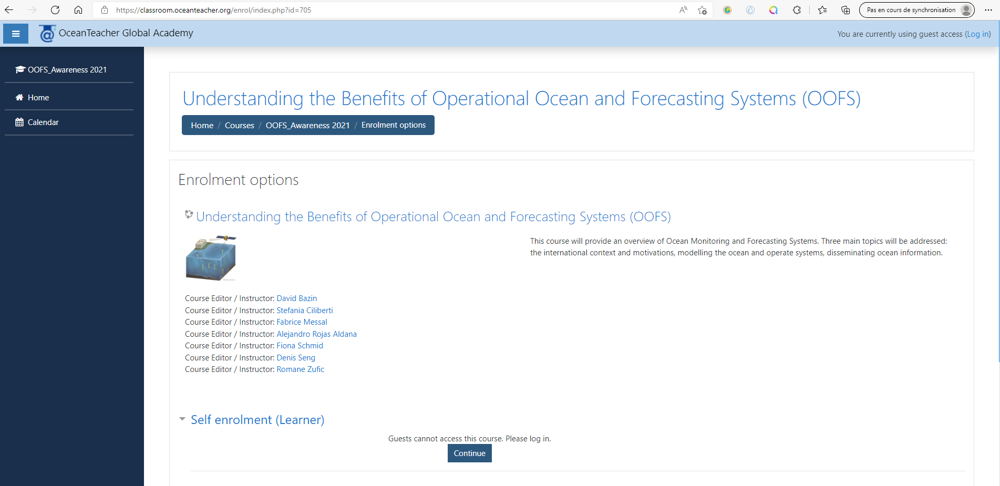 https://classroom.oceanteacher.org/enrol/index.php?id=705
Pas en cours de synchronisation
OceanTeacher Global Academy
You are currently using guest access (Log in)
OOFS_Awareness 2021
Home
Calendar
Understanding the Benefits of Operational Ocean and Forecasting Systems (OOFS)
Home / Courses / OOFS_Awareness 2021 / Enrolment options
Enrolment options
Understanding the Benefits of Operational Ocean and Forecasting Systems (OOFS)
This course will provide an overview of Ocean Monitoring and Forecasting Systems. Three main topics will be addressed:
the international context and motivations, modelling the ocean and operate systems, disseminating ocean information.
Course Editor / Instructor: David Bazin
Course Editor / Instructor: Stefania Ciliberti
Course Editor / Instructor: Fabrice Messal
Course Editor / Instructor: Alejandro Rojas Aldana
Course Editor / Instructor: Fiona Schmid
Course Editor / Instructor: Denis Seng
Course Editor / Instructor: Romane Zufic
Self enrolment (Learner)
Guests cannot access this course. Please log in.
Continue